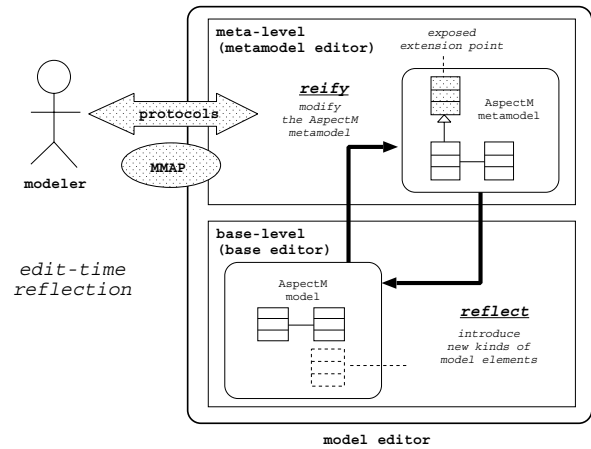 meta-level
(metamodel editor)
exposed
extension point
reify
modify
the AspectM
metamodel
AspectM
metamodel
protocols
MMAP
modeler
base-level
(base editor)
edit-time
reflection
AspectM
model
reflect
introduce
new kinds of
model elements
model editor